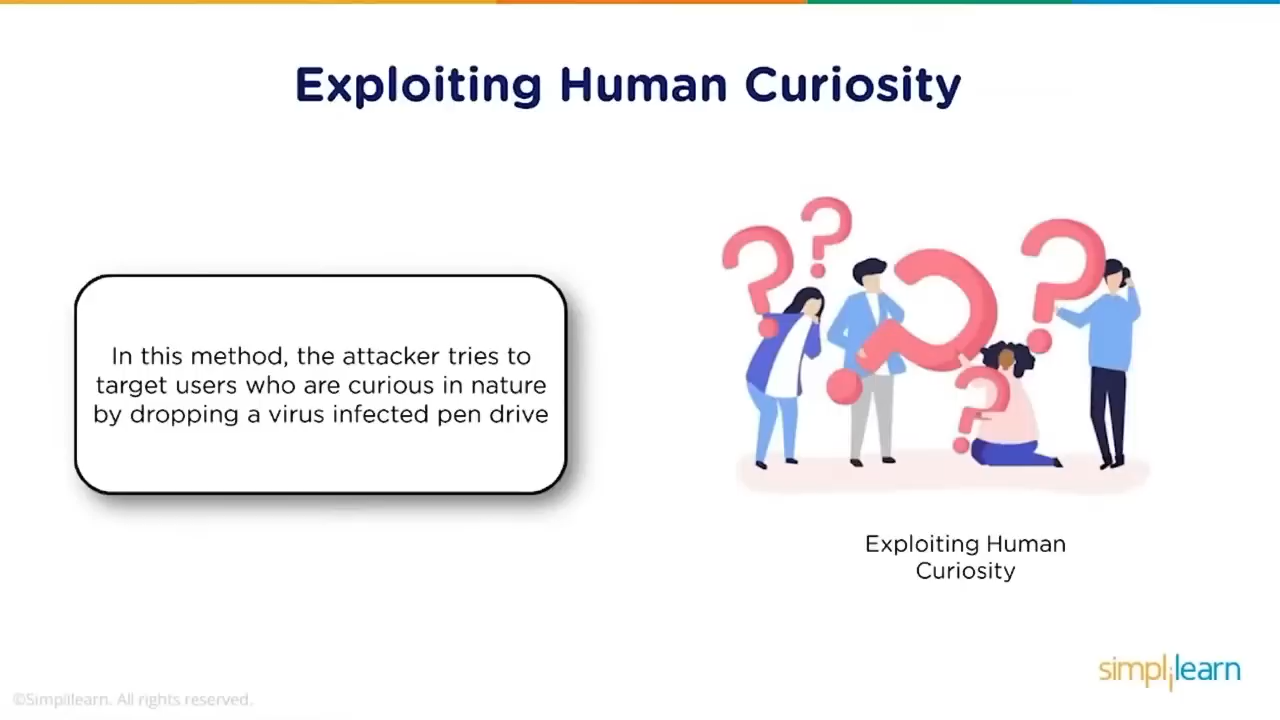 Exploiting Human Curiosity
In this method, the attacker tries to
target users who are curious in nature
by dropping a virus infected pen drive
? ? ? ? ?
Exploiting Human
Curiosity
simplilearn
©Simplilearn. All rights reserved.